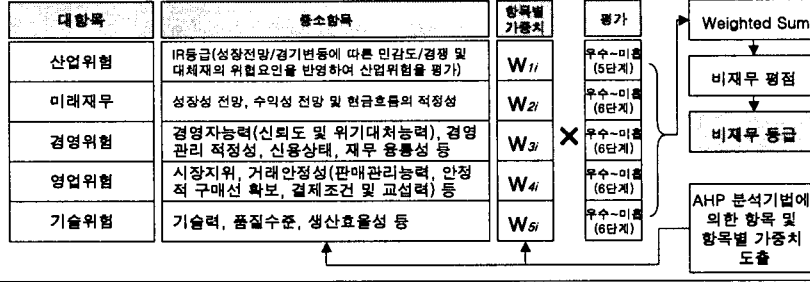 대항목 중소항목 항목별 가중치 평가
산업위험
IR등급(성장전망/경기변동에 따른 민감도/경쟁 및
대체재의 위협요인을 반영하여 산업위험을 평가)
W1i
우수~미흡
(5단계)
미래재무
성장성 전망, 수익성 전망 및 현금흐름의 적정성
W2i
우수~미흡
(6단계)
경영위험
경영자능력(신뢰도 및 위기대처능력), 경영
관리 적정성, 신용상태, 재무 융통성 등
W3i
×
우수~미흡
(6단계)
영업위험
시장지위, 거래안정성(판매관리능력, 안정
적 구매선 확보, 결제조건 및 교섭력) 등
W4i
우수~미흡
(6단계)
기술위험
기술력, 품질수준, 생산효율성 등
W5i
우수~미흡
(6단계)
Weighted Sum
비재무 평점
비재무 등급
AHP 분석기법에
의한 항목 및
항목별 가중치
도출